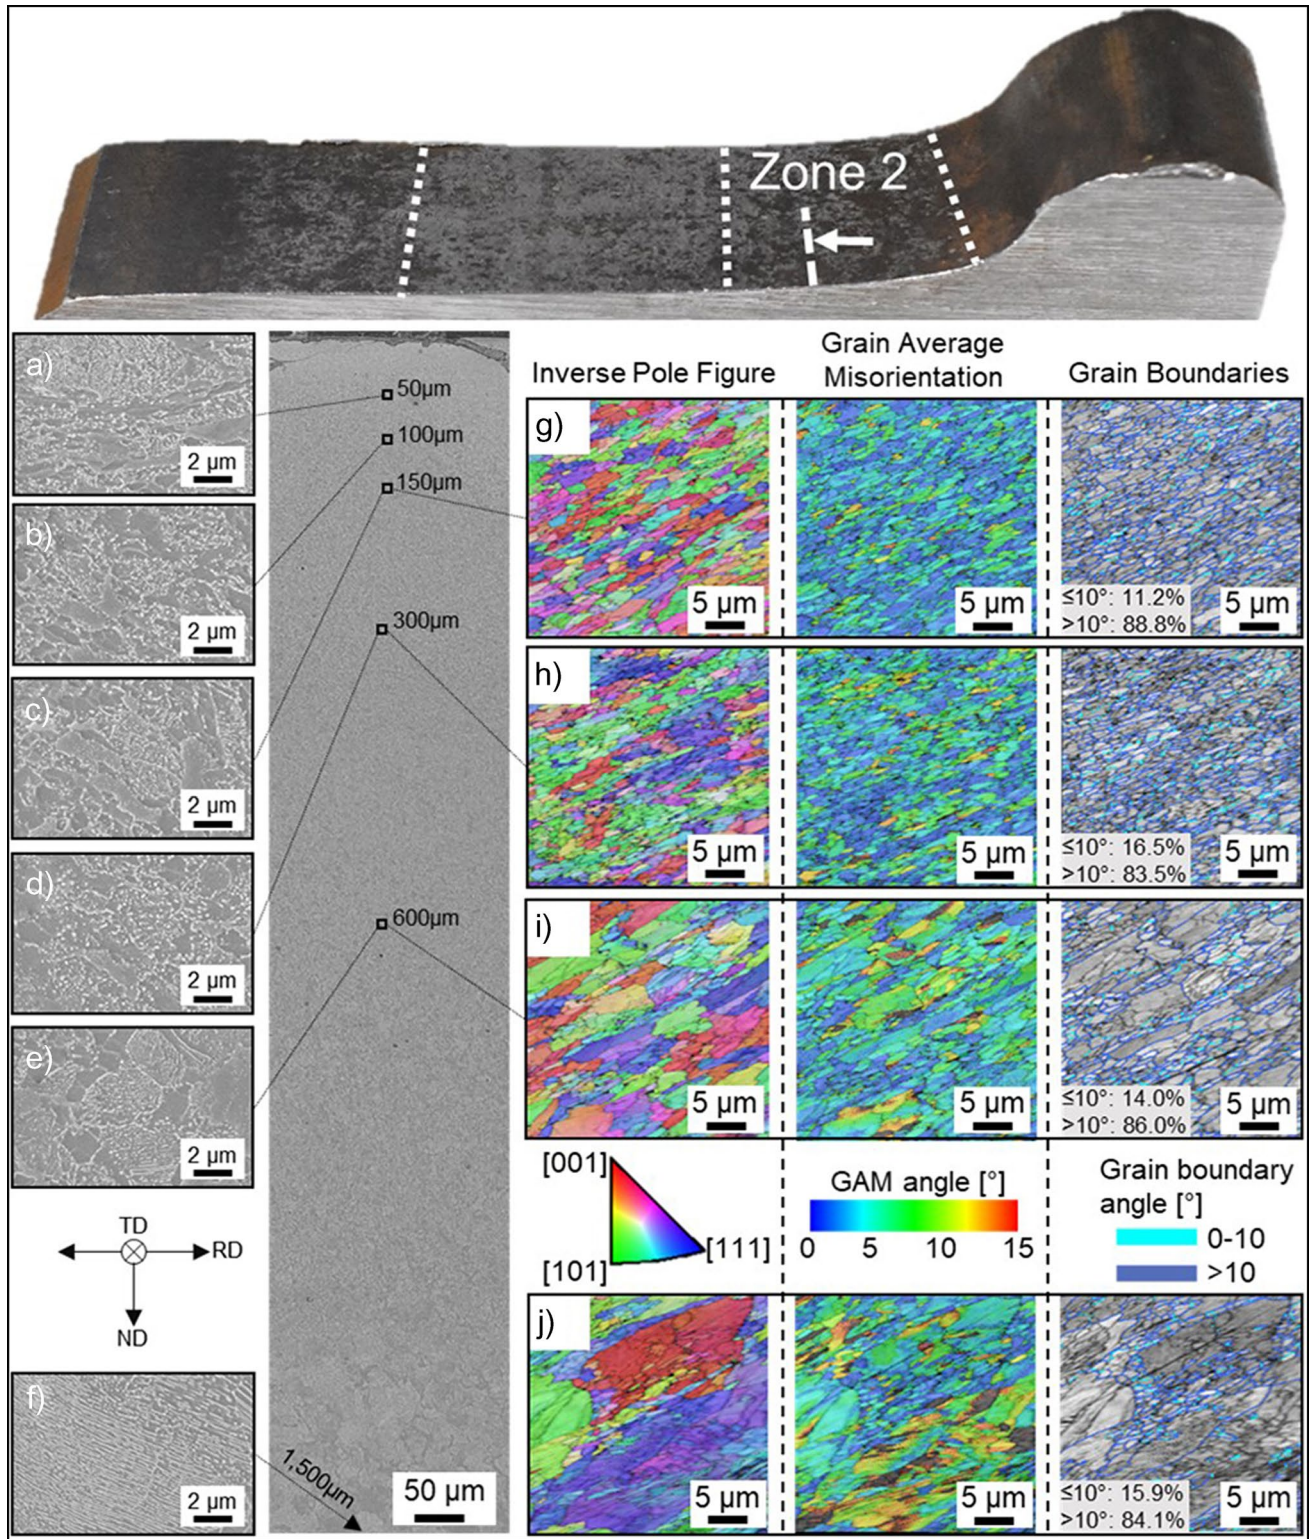 Zone 2
a)
2 µm
b)
2 µm
c)
2 µm
d)
2 µm
e)
2 µm
TD
RD
ND
f)
2 µm
50µm
100µm
150µm
300µm
600µm
1,500µm
50 µm
Inverse Pole Figure
Grain Average
Misorientation
Grain Boundaries
g)
5 µm
5 µm
≤10°: 11.2%
>10°: 88.8%
5 µm
h)
5 µm
5 µm
≤10°: 16.5%
>10°: 83.5%
5 µm
i)
5 µm
5 µm
≤10°: 14.0%
>10°: 86.0%
5 µm
[001]
[111]
[101]
GAM angle [°]
0 5 10 15
Grain boundary
angle [°]
0-10
>10
j)
5 µm
5 µm
≤10°: 15.9%
>10°: 84.1%
5 µm